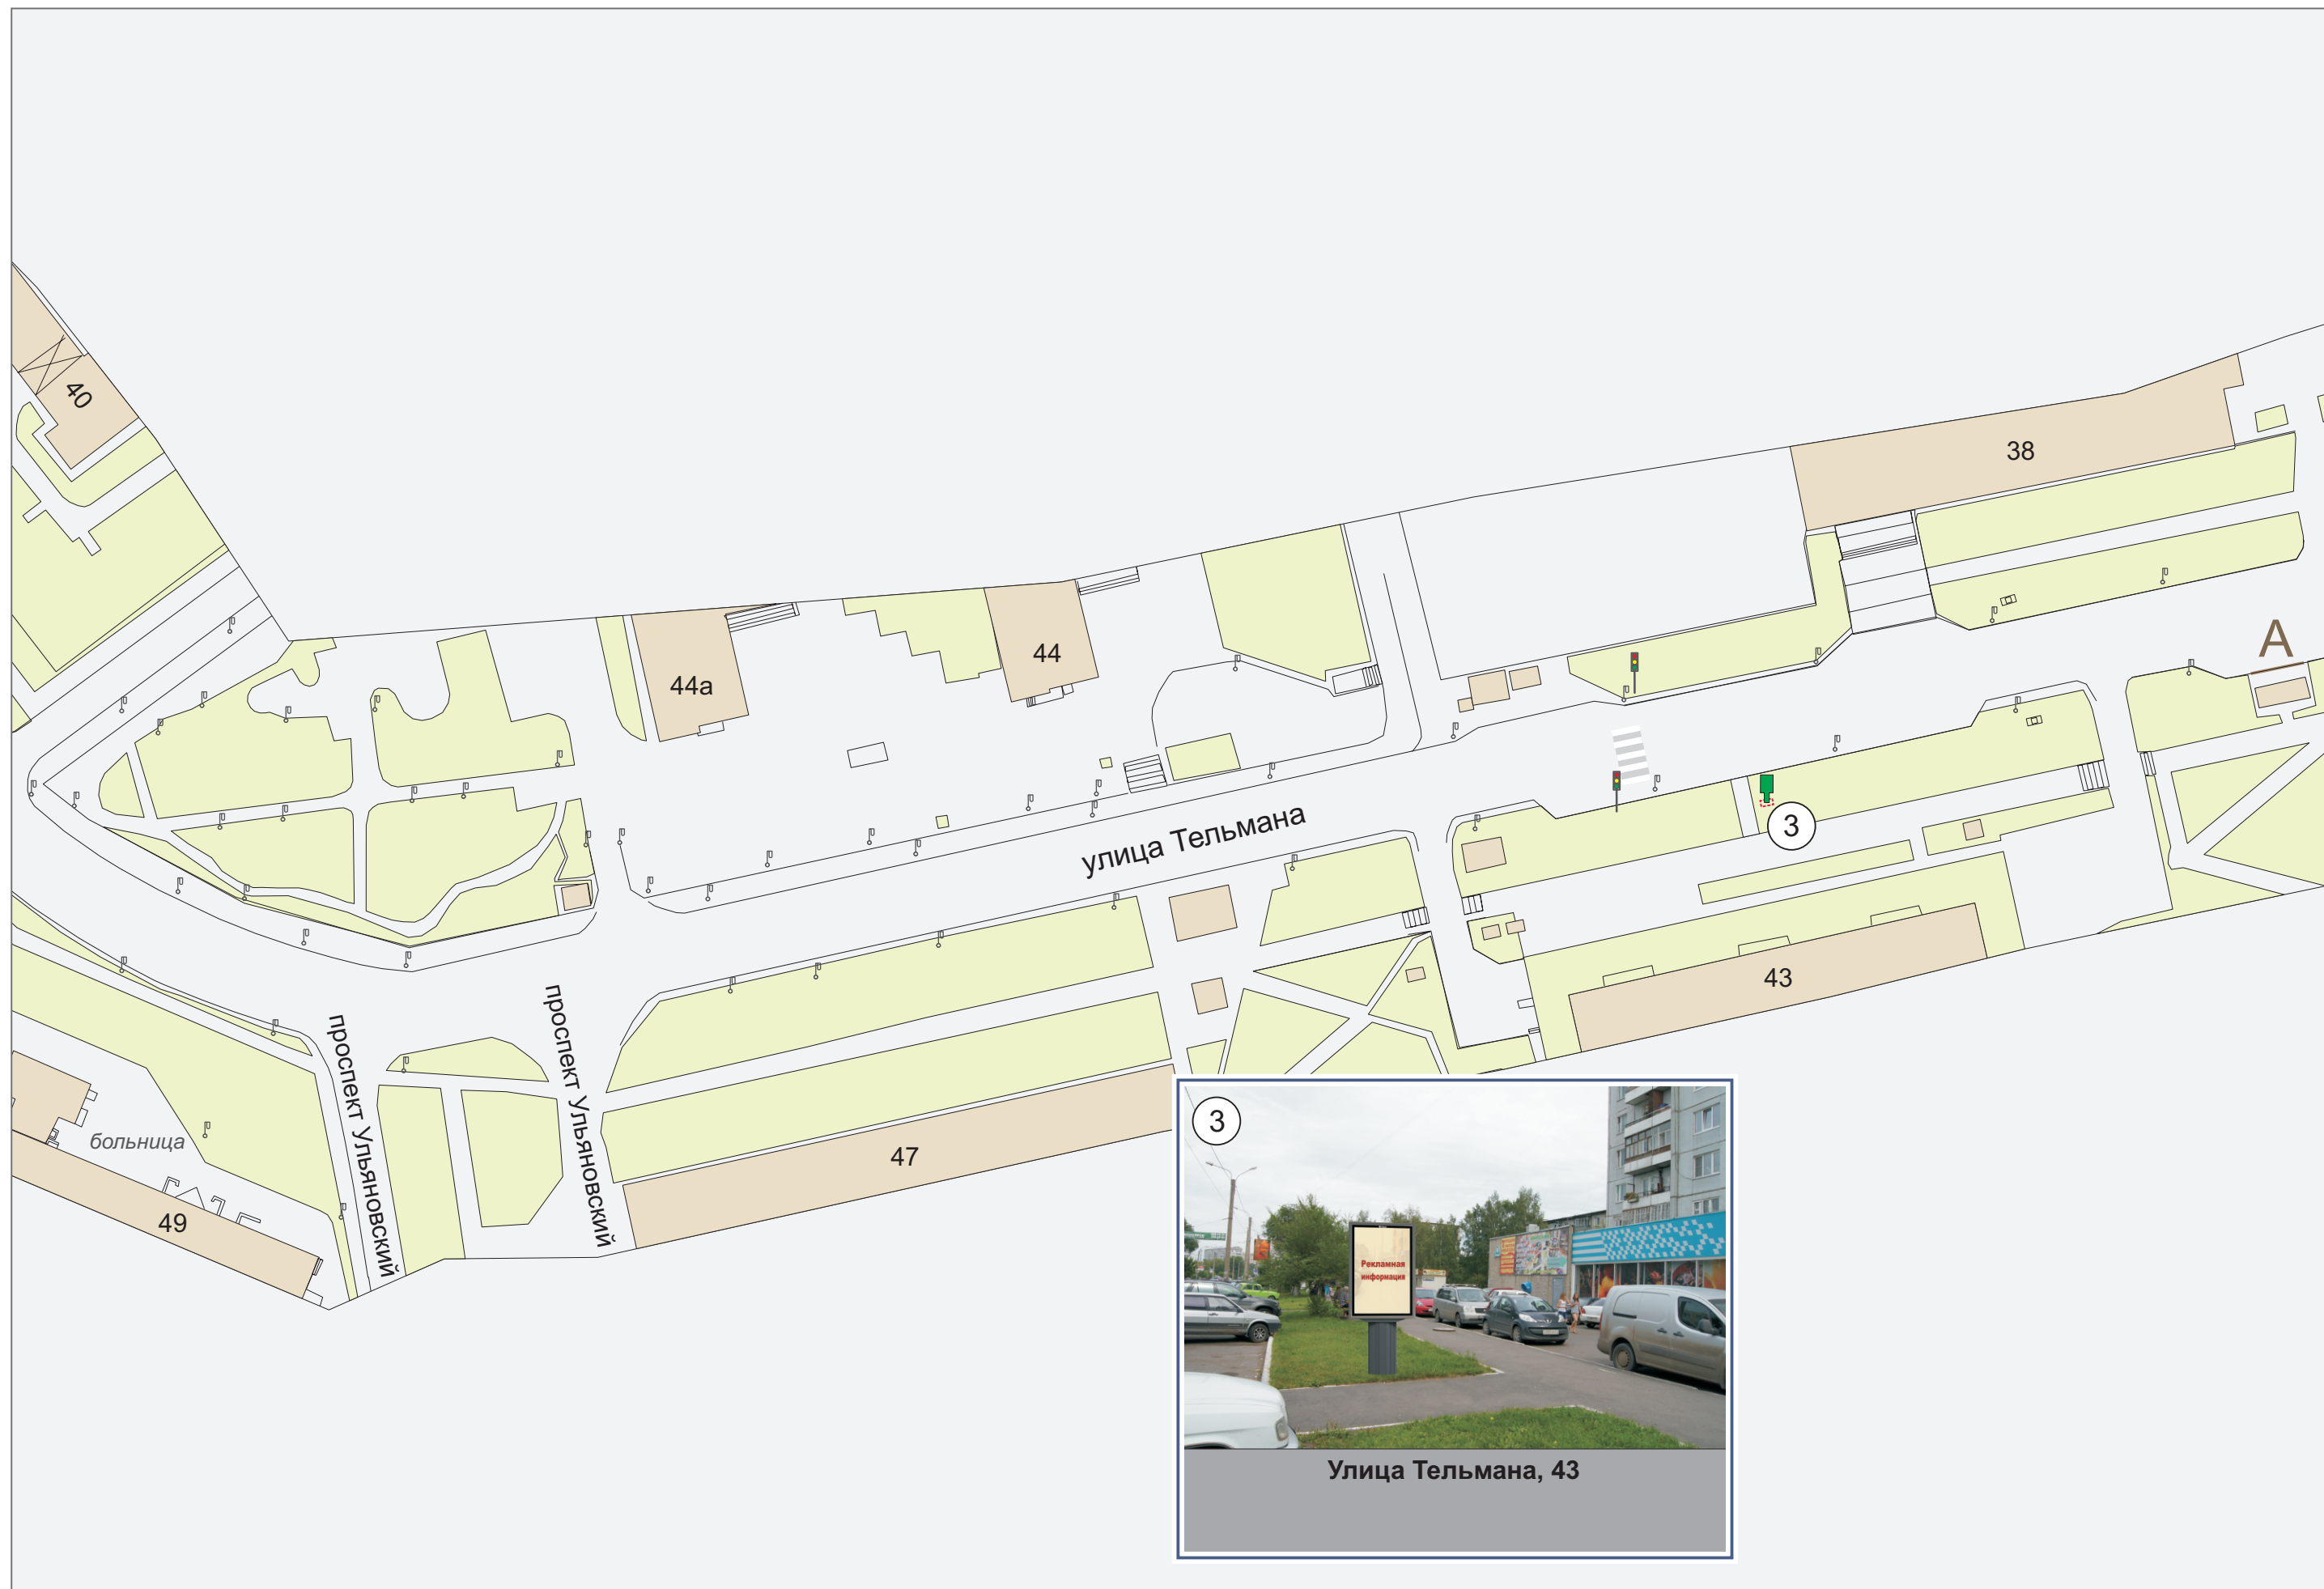 40
38
А
44
44а
улица Тельмана
3
43
проспект Ульяновский
проспект Ульяновский
больница
47
49
3
Рекламная
информация
Улица Тельмана, 43